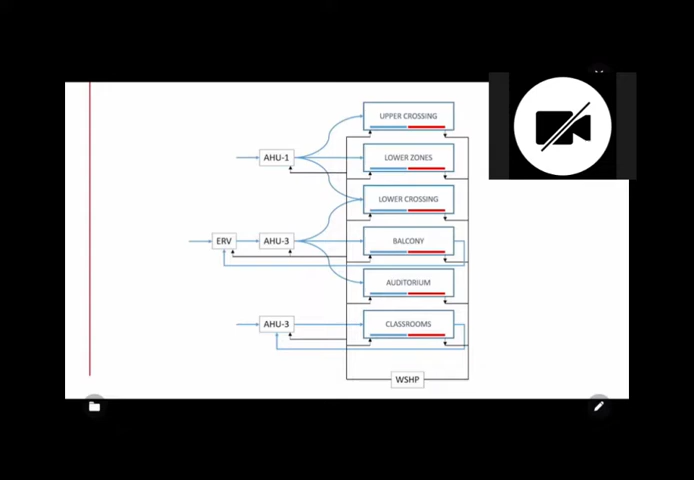 UPPER CROSSING
AHU-1
LOWER ZONES
LOWER CROSSING
ERV
AHU-3
BALCONY
AUDITORIUM
AHU-3
CLASSROOMS
WSHP